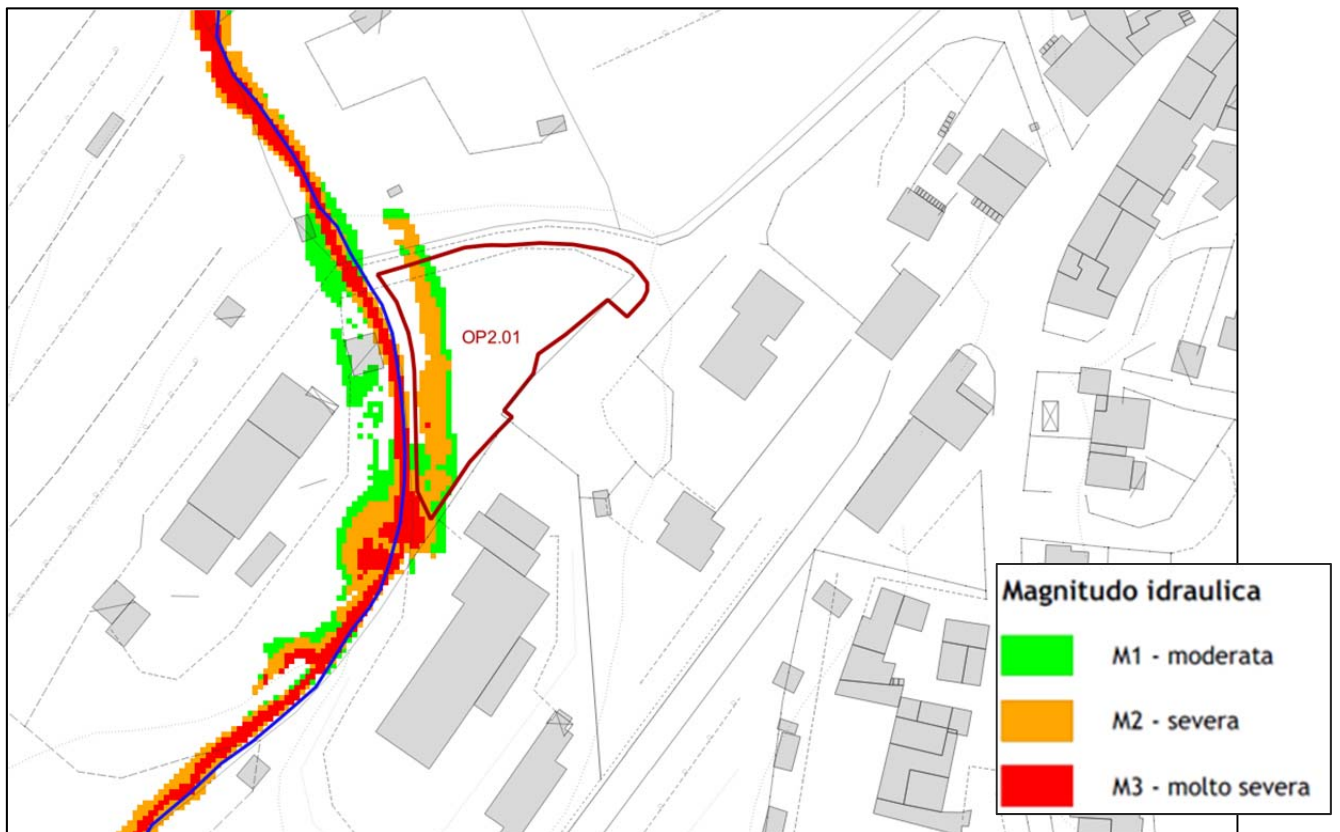 OP2.01
Magnitudo idraulica
M1 - moderata
M2 - severa
M3 - molto severa